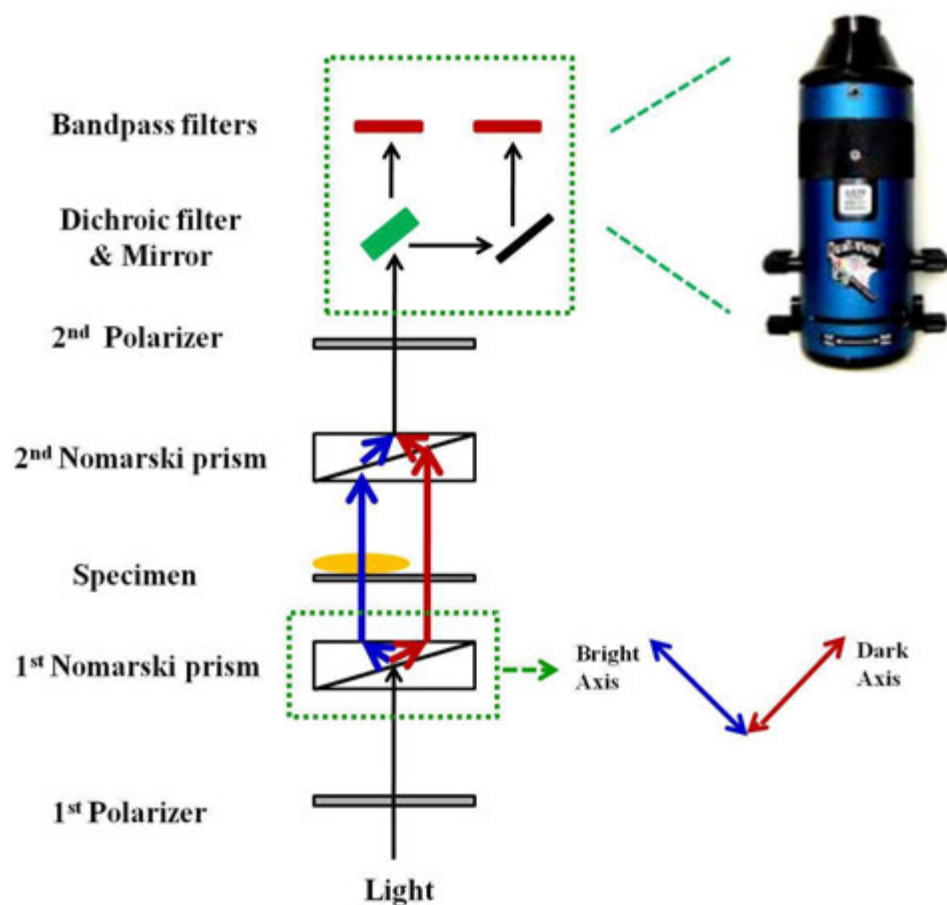 Bandpass filters
Dichroic filter
& Mirror
2nd Polarizer
2nd Nomarski prism
Specimen
1st Nomarski prism
Bright
Axis
Dark
Axis
1st Polarizer
Light